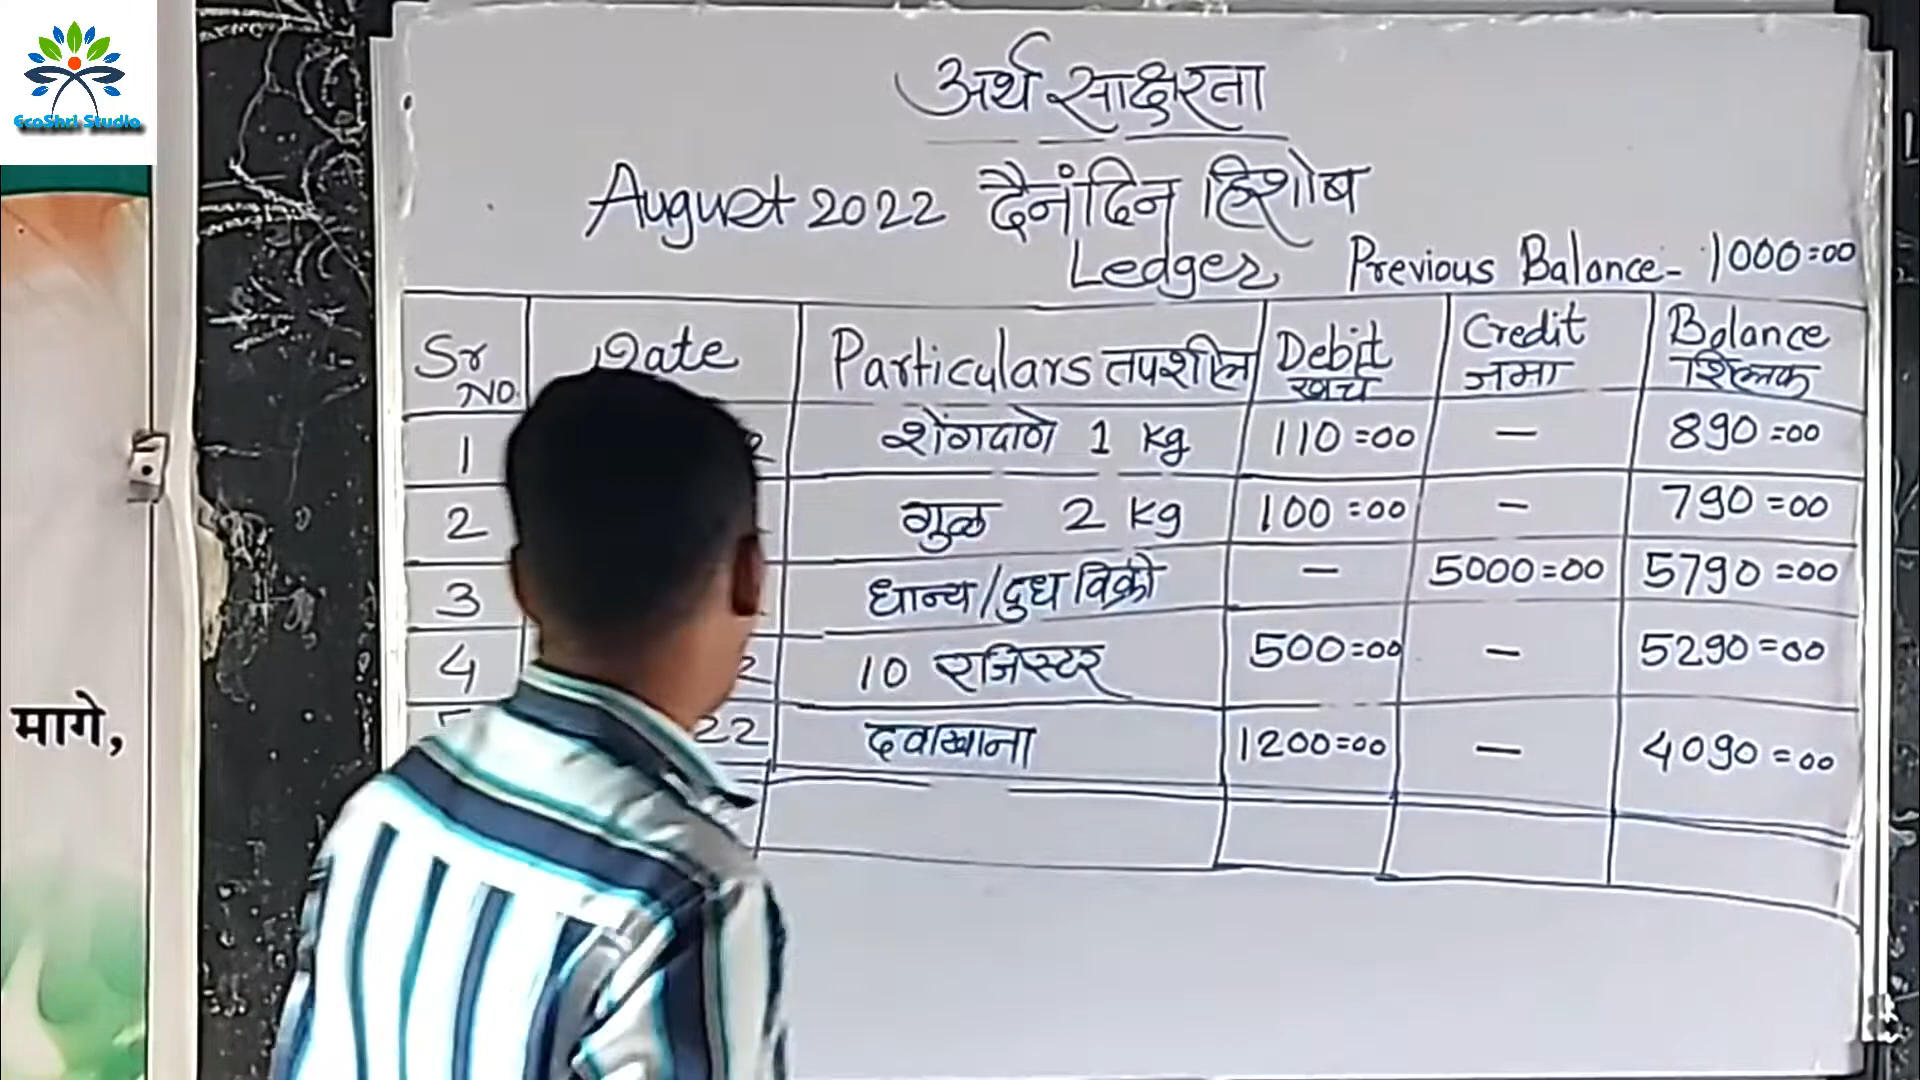 EcoShri Studio
मागे,
अर्थ साक्षरता
August 2022 दैनंदिन हिशोब
Ledger Previous Balance - 1000=00
Sr No. Date Particulars तपशील Debit खर्च Credit जमा Balance शिल्लक
1 शेंगदाणे 1 Kg 110=00 — 890=00
2 गुळ 2 Kg 100=00 — 790=00
3 धान्य/दुध विक्री — 5000=00 5790=00
4 10 रजिस्टर 500=00 — 5290=00
22 दवाखाना 1200=00 — 4090=00